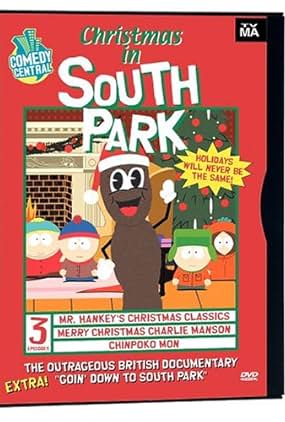 TV
MA
COMEDY
CENTRAL
Christmas
in
SOUTH
PARK
HOLIDAYS
WILL NEVER BE
THE SAME!
3
EPISODES
MR. HANKEY'S CHRISTMAS CLASSICS
MERRY CHRISTMAS CHARLIE MANSON
CHINPOKO MON
THE OUTRAGEOUS BRITISH DOCUMENTARY
EXTRA! "GOIN' DOWN TO SOUTH PARK"
DVD